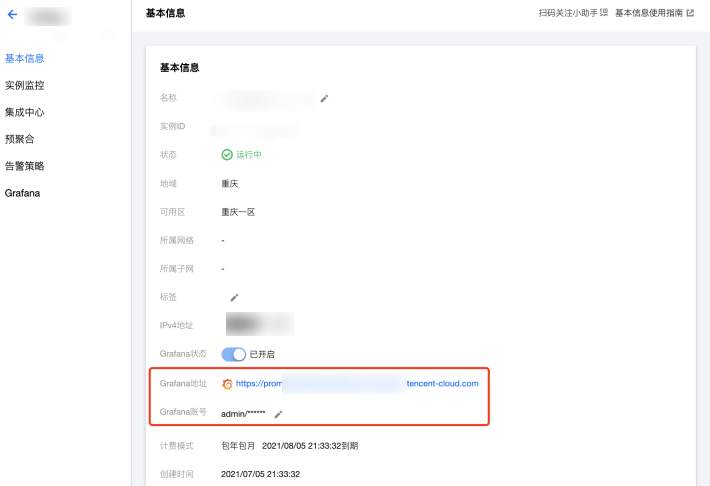 基本信息
扫码关注小助手 基本信息使用指南
基本信息
实例监控
集成中心
预聚合
告警策略
Grafana
基本信息
名称
实例ID
状态 运行中
地域 重庆
可用区 重庆一区
所属网络 -
所属子网 -
标签
IPv4地址
Grafana状态 已开启
Grafana地址 https://prom tencent-cloud.com
Grafana账号 admin/******
计费模式 包年包月 2021/08/05 21:33:32到期
创建时间 2021/07/05 21:33:32